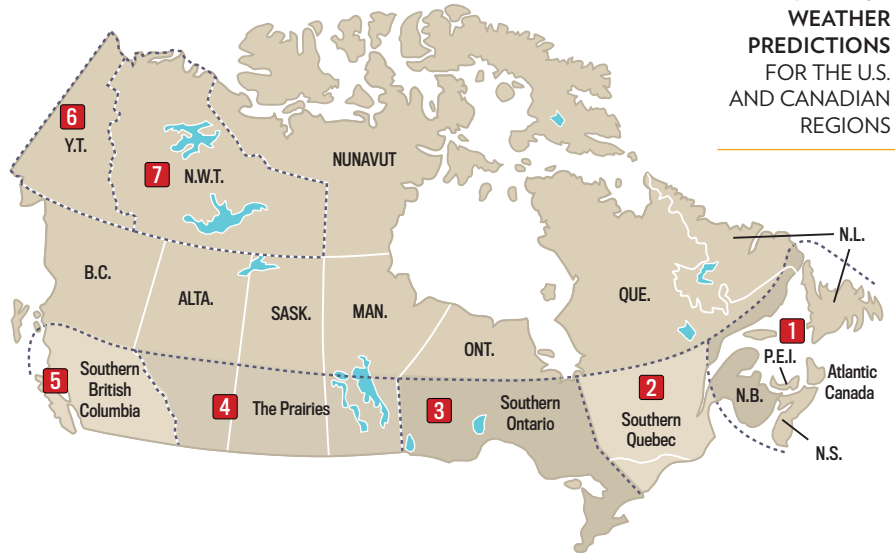 WEATHER
PREDICTIONS
FOR THE U.S.
AND CANADIAN
REGIONS
6
Y.T.
7
N.W.T.
NUNAVUT
N.L.
B.C.
ALTA.
SASK.
MAN.
ONT.
QUE.
1
P.E.I.
Atlantic
Canada
N.B.
N.S.
5
Southern
British
Columbia
4
The Prairies
3
Southern
Ontario
2
Southern
Quebec